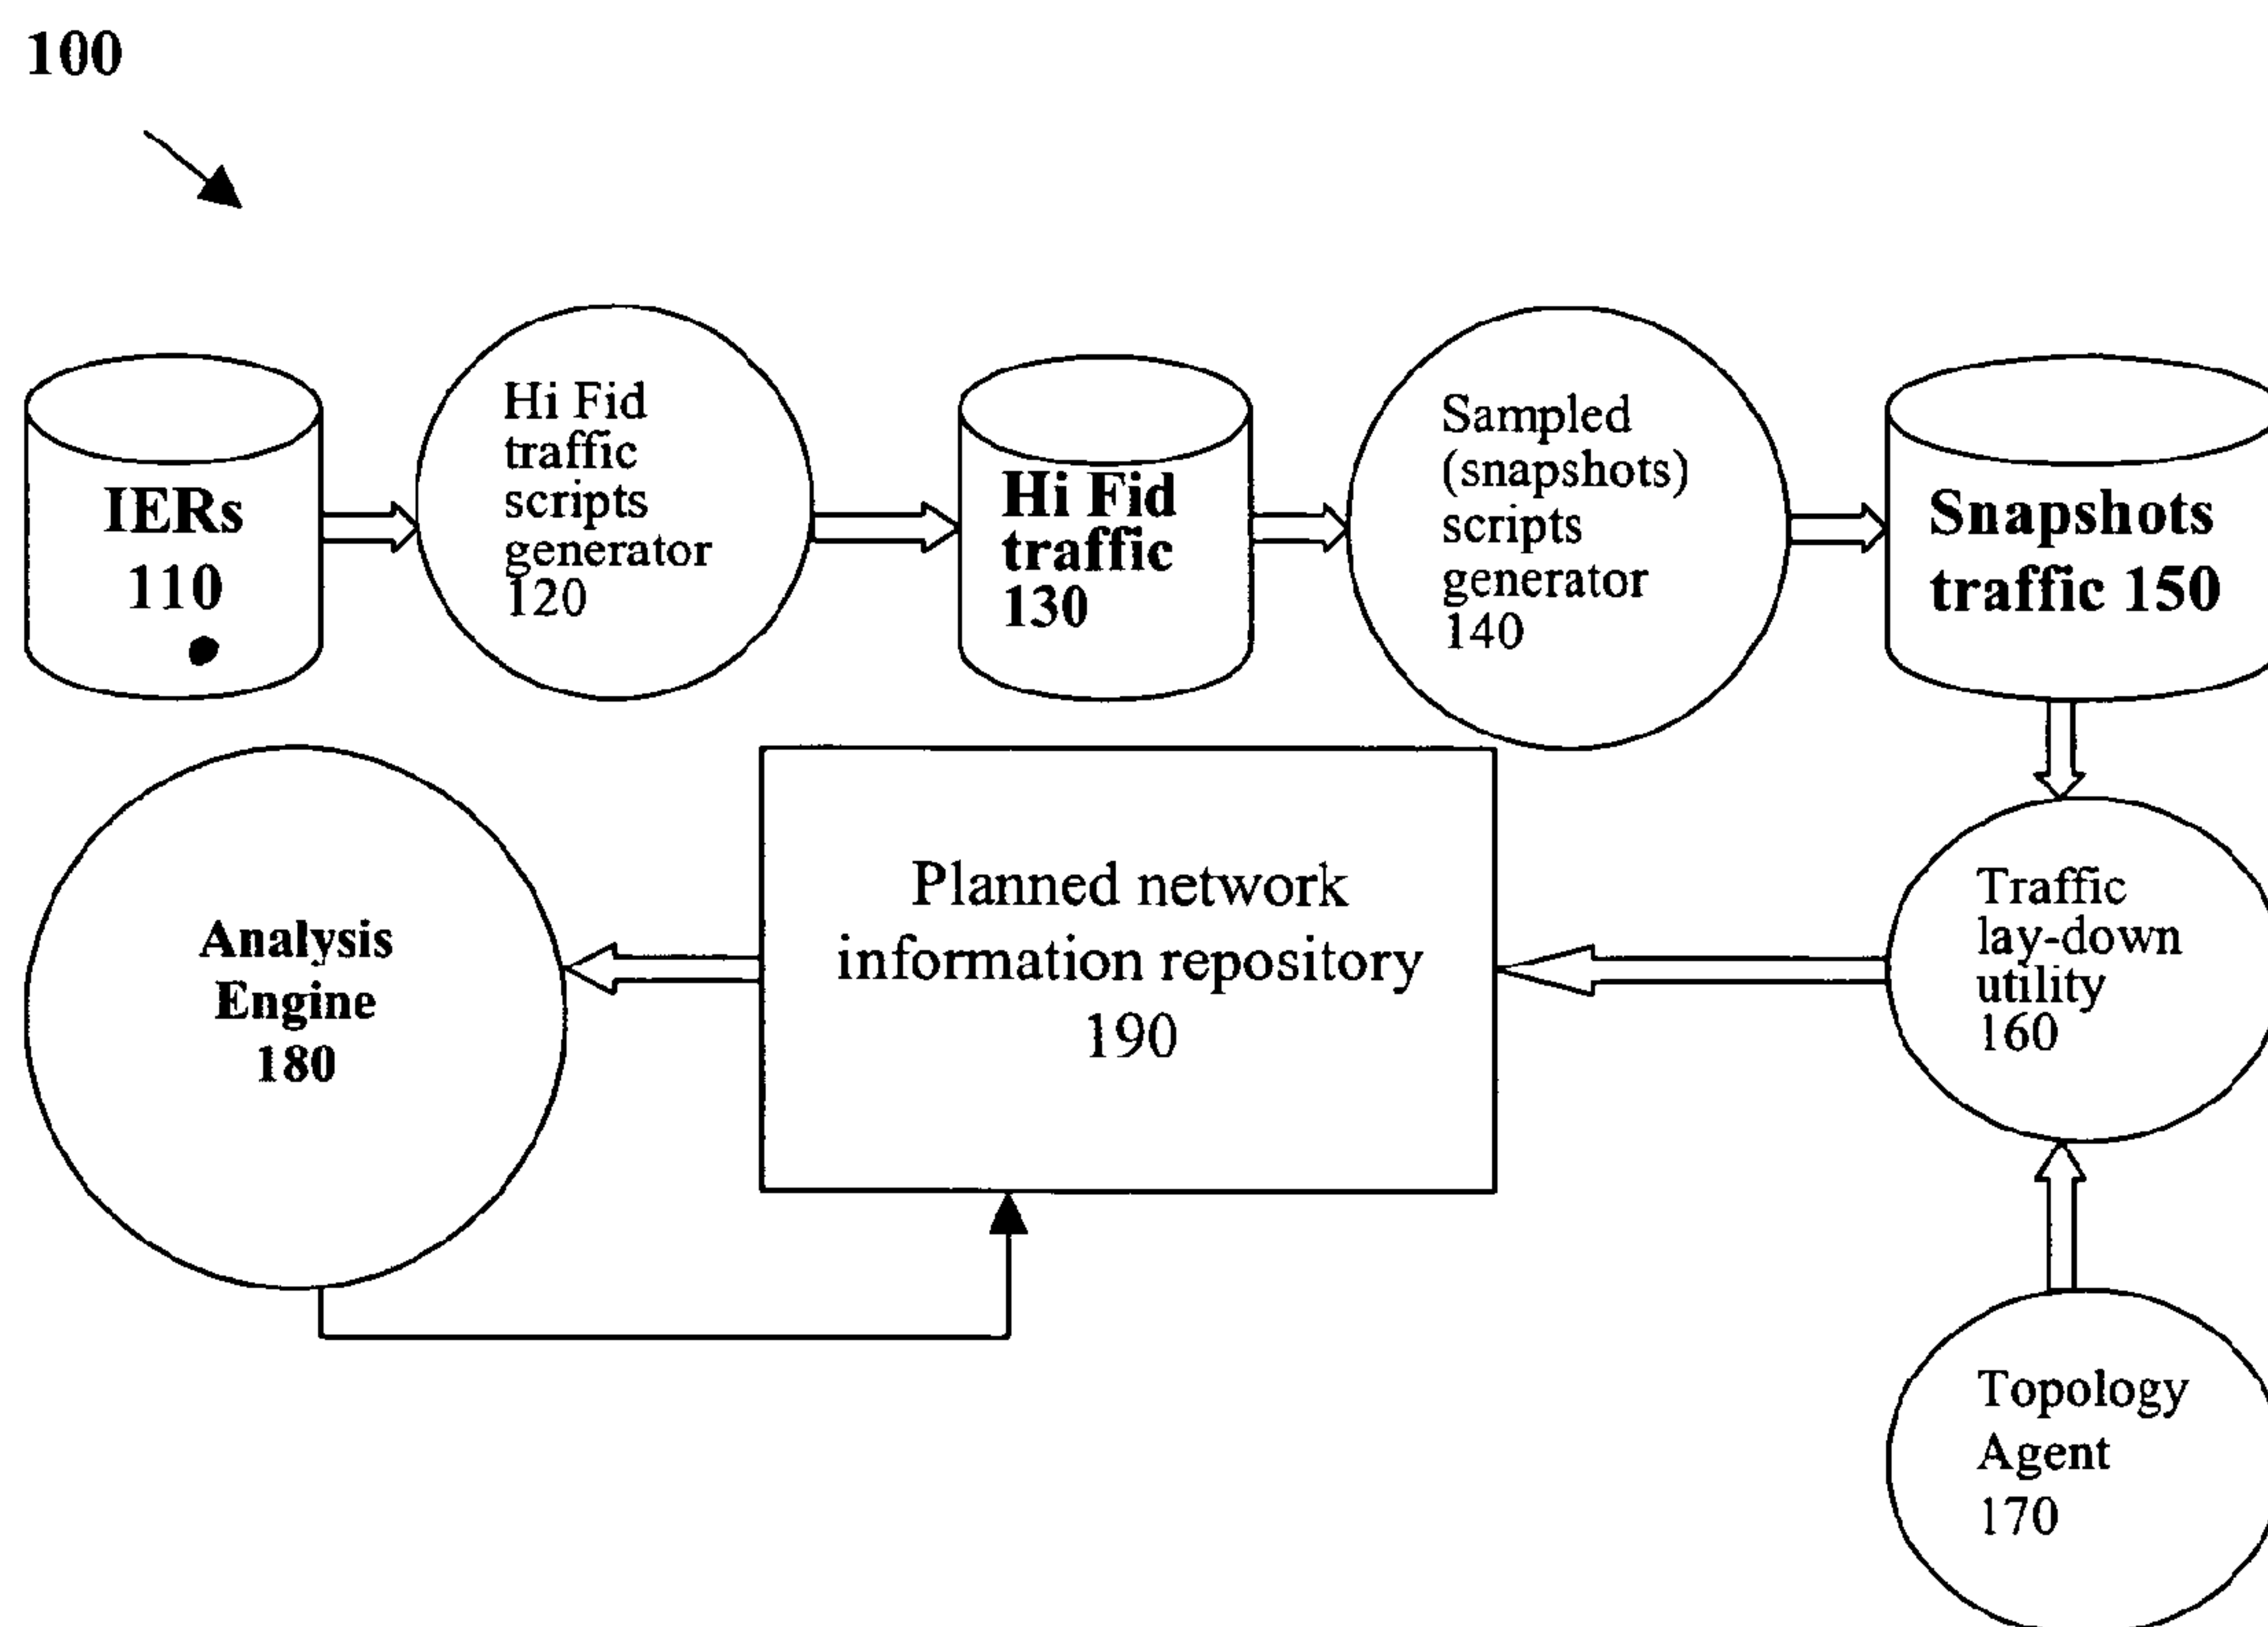 100
IERs
110
Hi Fid
traffic
scripts
generator
120
Hi Fid
traffic
130
Sampled
(snapshots)
scripts
generator
140
Snapshots
traffic 150
Analysis
Engine
180
Planned network
information repository
190
Traffic
lay-down
utility
160
Topology
Agent
170